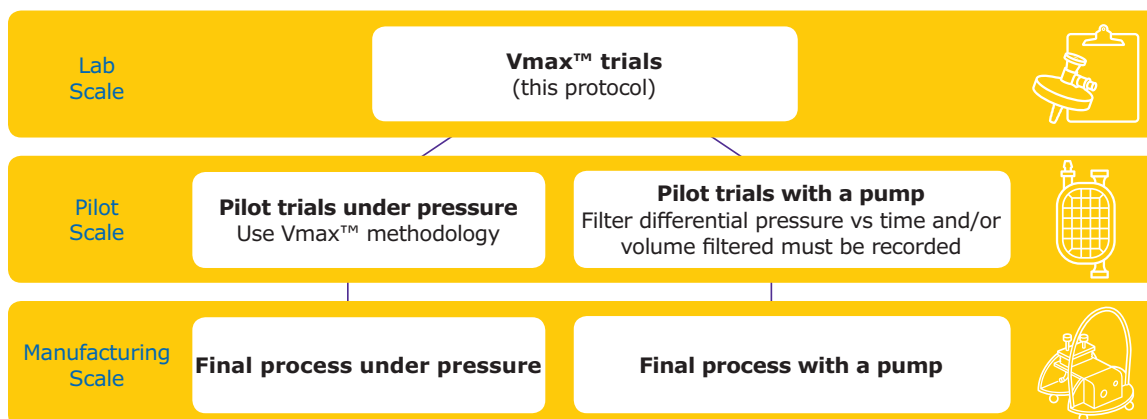 Lab
Scale
Vmax™ trials
(this protocol)
Pilot
Scale
Pilot trials under pressure
Use Vmax™ methodology
Pilot trials with a pump
Filter differential pressure vs time and/or
volume filtered must be recorded
Manufacturing
Scale
Final process under pressure
Final process with a pump